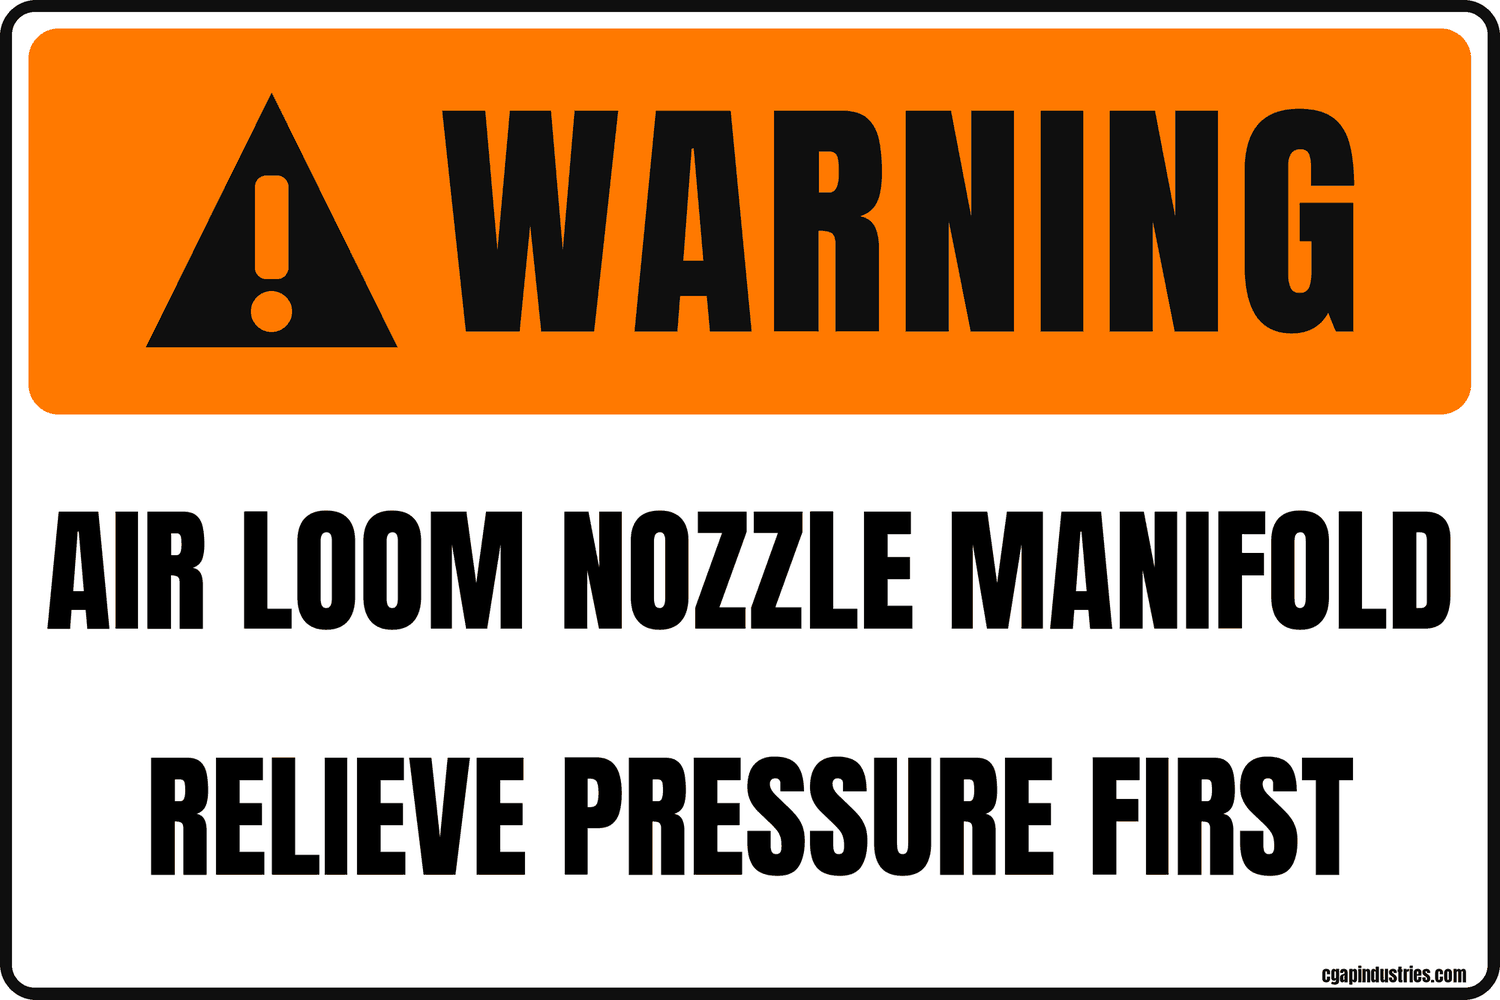 WARNING
AIR LOOM NOZZLE MANIFOLD
RELIEVE PRESSURE FIRST
cgapindustries.com